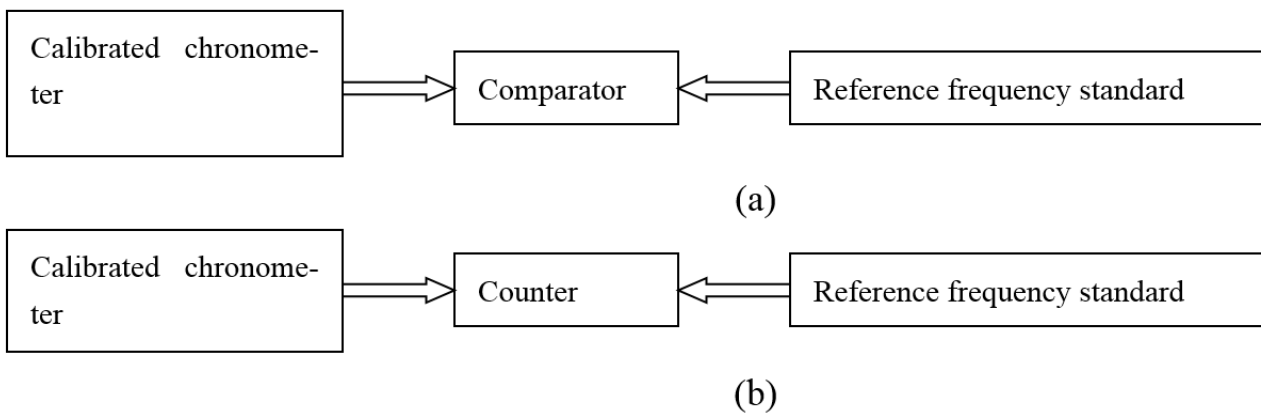 Calibrated chronome-
ter
Comparator
Reference frequency standard
(a)
Calibrated chronome-
ter
Counter
Reference frequency standard
(b)